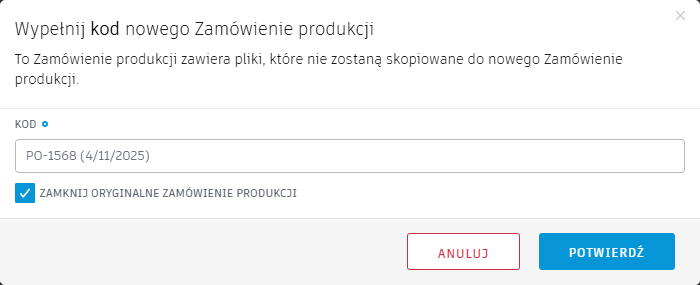 Wypełnij kod nowego Zamówienie produkcji
To Zamówienie produkcji zawiera pliki, które nie zostaną skopiowane do nowego Zamówienie
produkcji.
KOD
PO-1568 (4/11/2025)
ZAMKNIJ ORYGINALNE ZAMÓWIENIE PRODUKCJI
ANULUJ
POTWIERDŹ